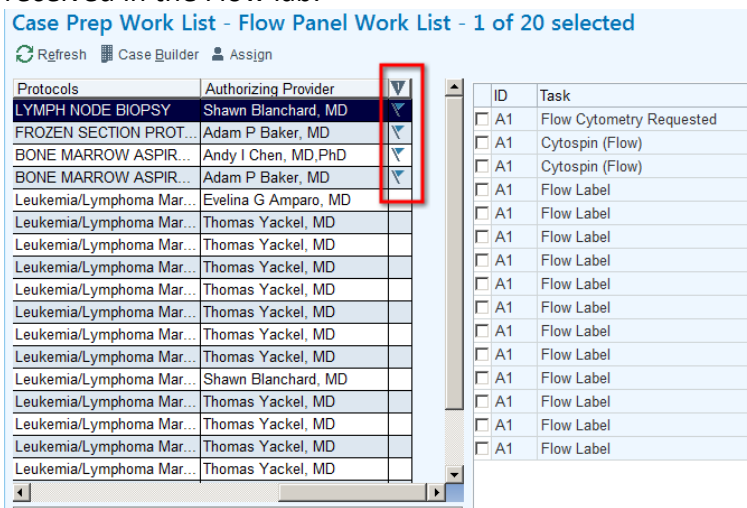 Case Prep Work List - Flow Panel Work List - 1 of 20 selected
Refresh Case Builder Assign
Protocols Authorizing Provider
LYMPH NODE BIOPSY Shawn Blanchard, MD
FROZEN SECTION PROT... Adam P Baker, MD
BONE MARROW ASPIR... Andy I Chen, MD,PhD
BONE MARROW ASPIR... Adam P Baker, MD
Leukemia/Lymphoma Mar... Evelina G Amparo, MD
Leukemia/Lymphoma Mar... Thomas Yackel, MD
Leukemia/Lymphoma Mar... Thomas Yackel, MD
Leukemia/Lymphoma Mar... Thomas Yackel, MD
Leukemia/Lymphoma Mar... Thomas Yackel, MD
Leukemia/Lymphoma Mar... Thomas Yackel, MD
Leukemia/Lymphoma Mar... Thomas Yackel, MD
Leukemia/Lymphoma Mar... Shawn Blanchard, MD
Leukemia/Lymphoma Mar... Thomas Yackel, MD
Leukemia/Lymphoma Mar... Thomas Yackel, MD
Leukemia/Lymphoma Mar... Thomas Yackel, MD
Leukemia/Lymphoma Mar... Thomas Yackel, MD
ID Task
A1 Flow Cytometry Requested
A1 Cytospin (Flow)
A1 Cytospin (Flow)
A1 Flow Label
A1 Flow Label
A1 Flow Label
A1 Flow Label
A1 Flow Label
A1 Flow Label
A1 Flow Label
A1 Flow Label
A1 Flow Label
A1 Flow Label
A1 Flow Label
A1 Flow Label